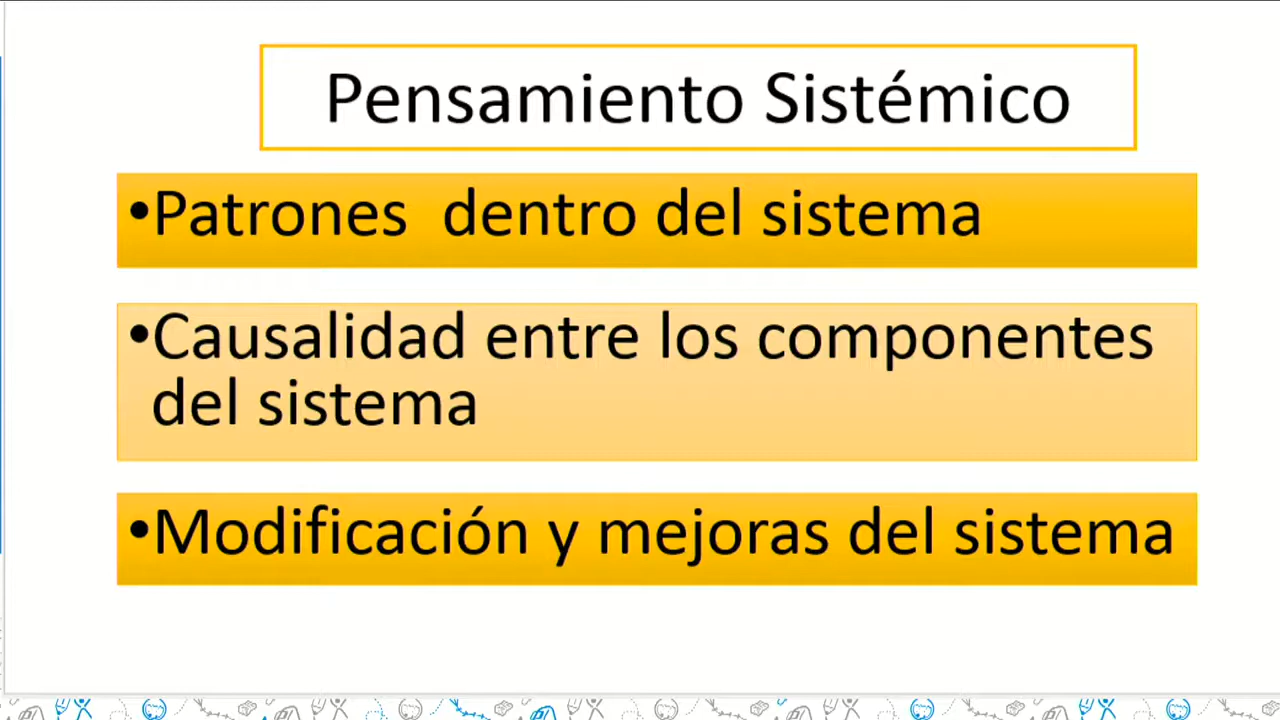 Pensamiento Sistémico
•Patrones dentro del sistema
•Causalidad entre los componentes
del sistema
•Modificación y mejoras del sistema